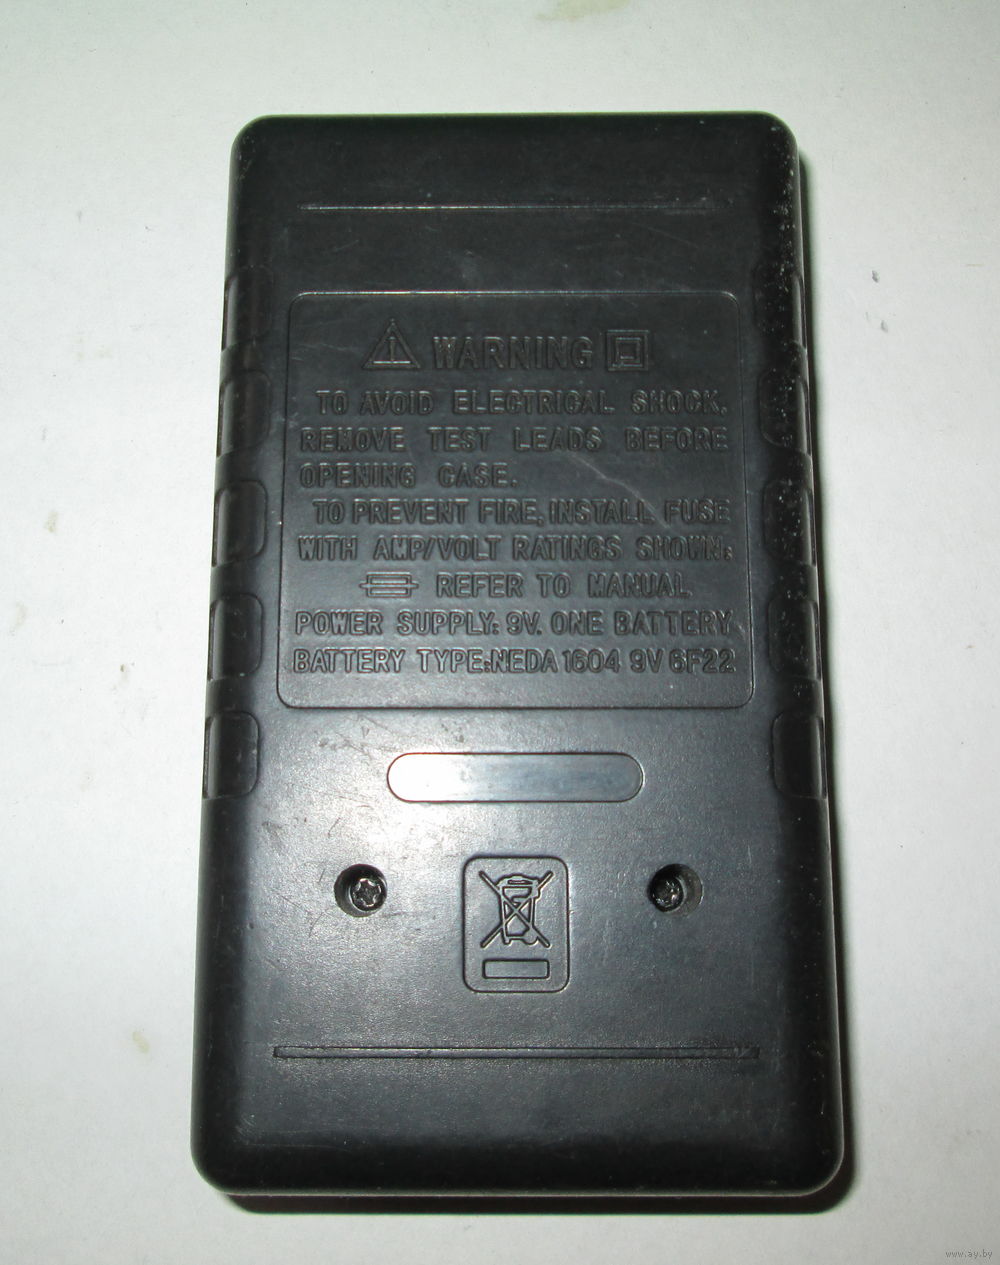 WARNING
TO AVOID ELECTRICAL SHOCK,
REMOVE TEST LEADS BEFORE
OPENING CASE.
TO PREVENT FIRE, INSTALL FUSE
WITH AMP/VOLT RATINGS SHOWN:
REFER TO MANUAL
POWER SUPPLY: 9V. ONE BATTERY
BATTERY TYPE:NEDA 1604 9V 6F22
www.ay.by